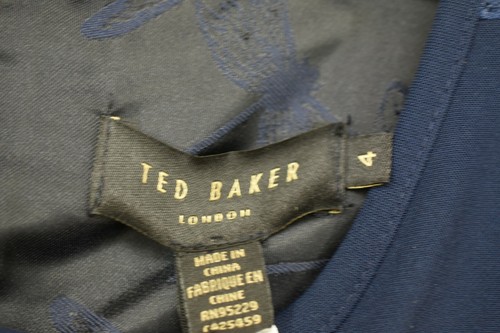 TED BAKER
LONDON
4
MADE IN
CHINA
FABRIQUE EN
CHINE
RN95229
CA25459